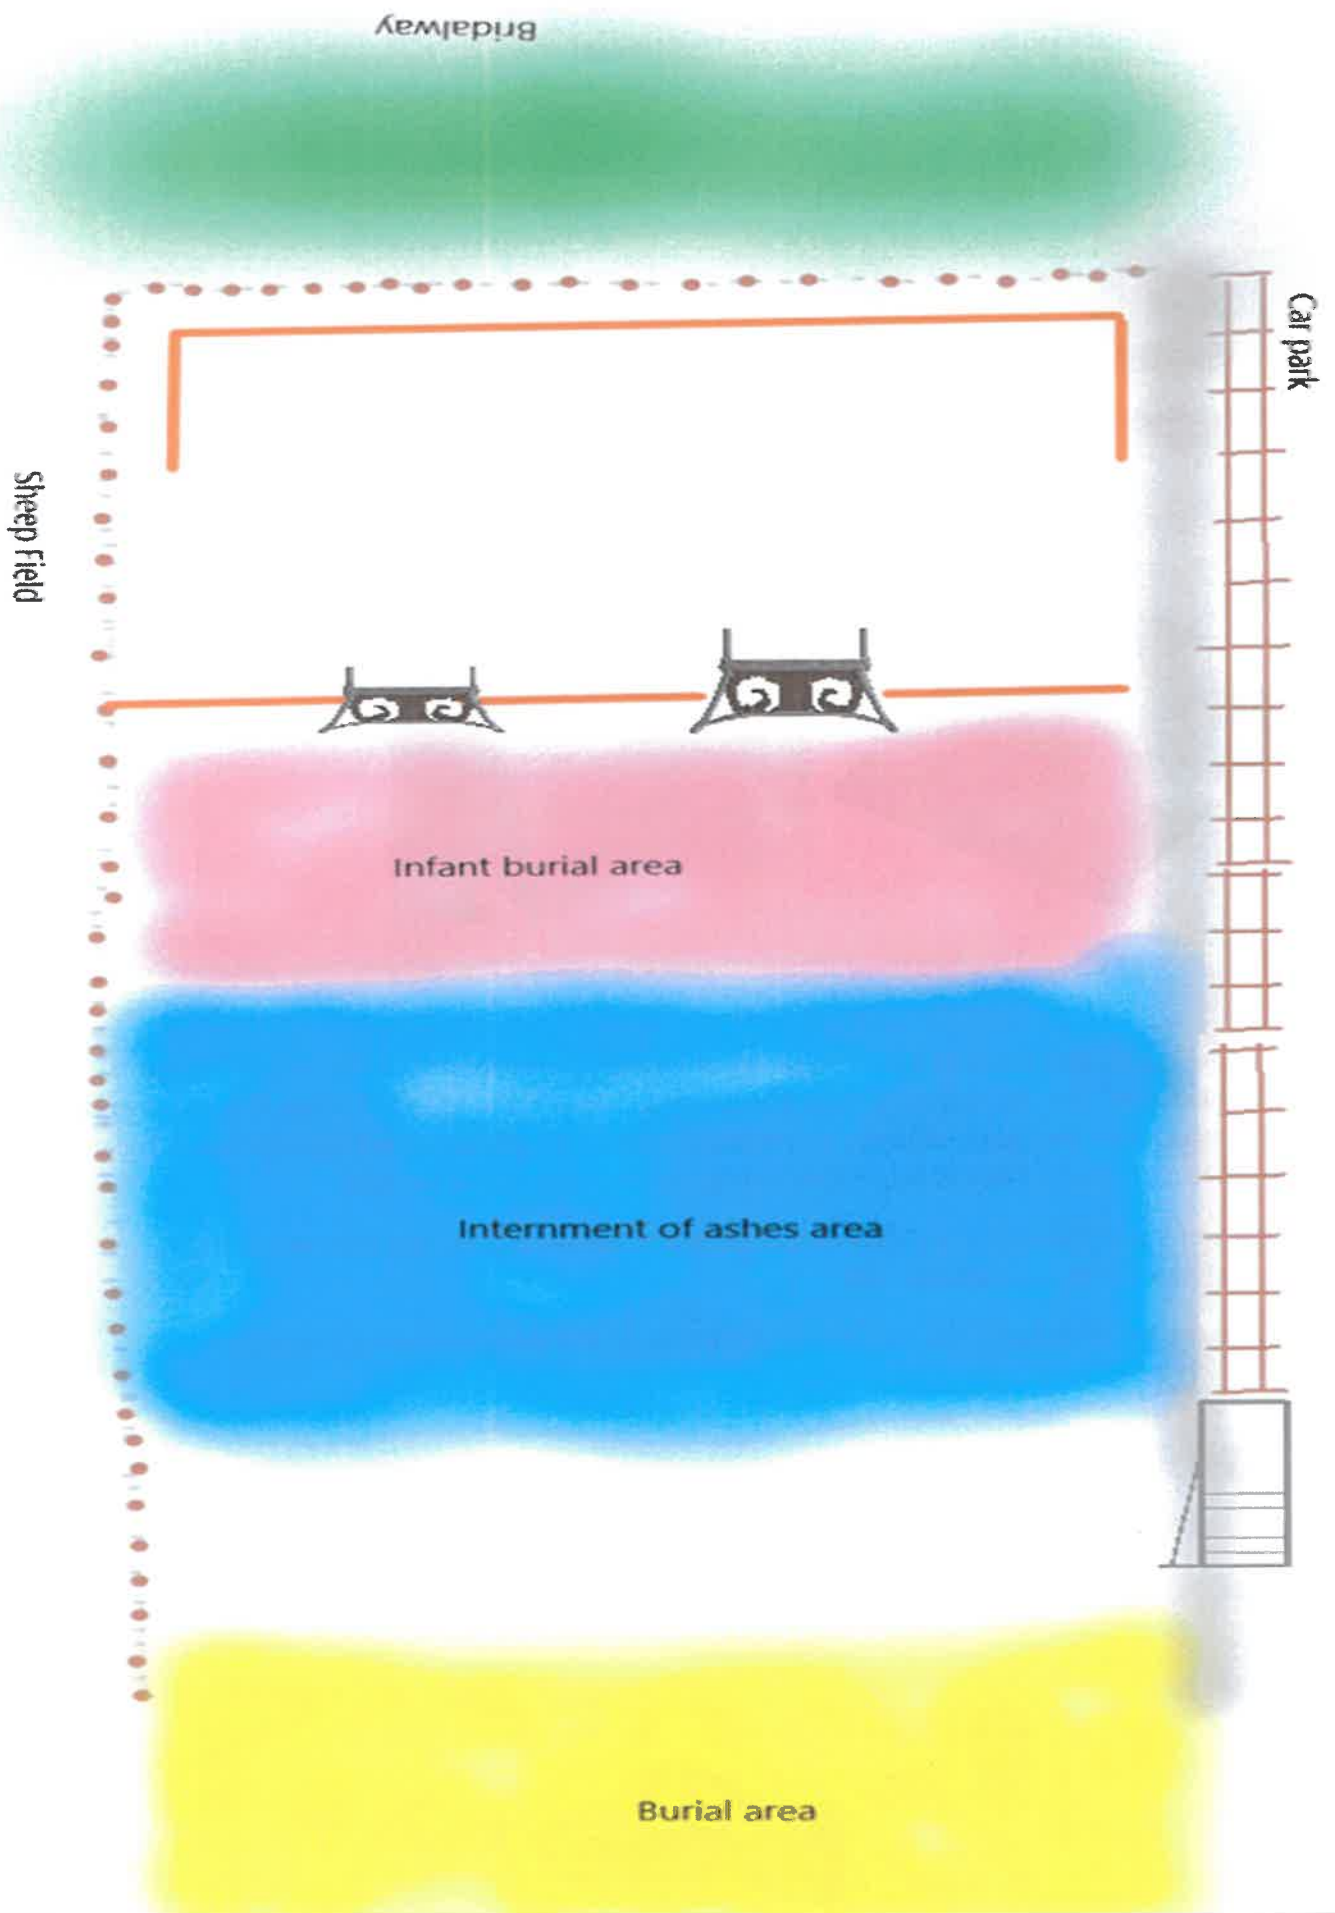 Bridalway
Car park
Sheep Field
Infant burial area
Internment of ashes area
Burial area